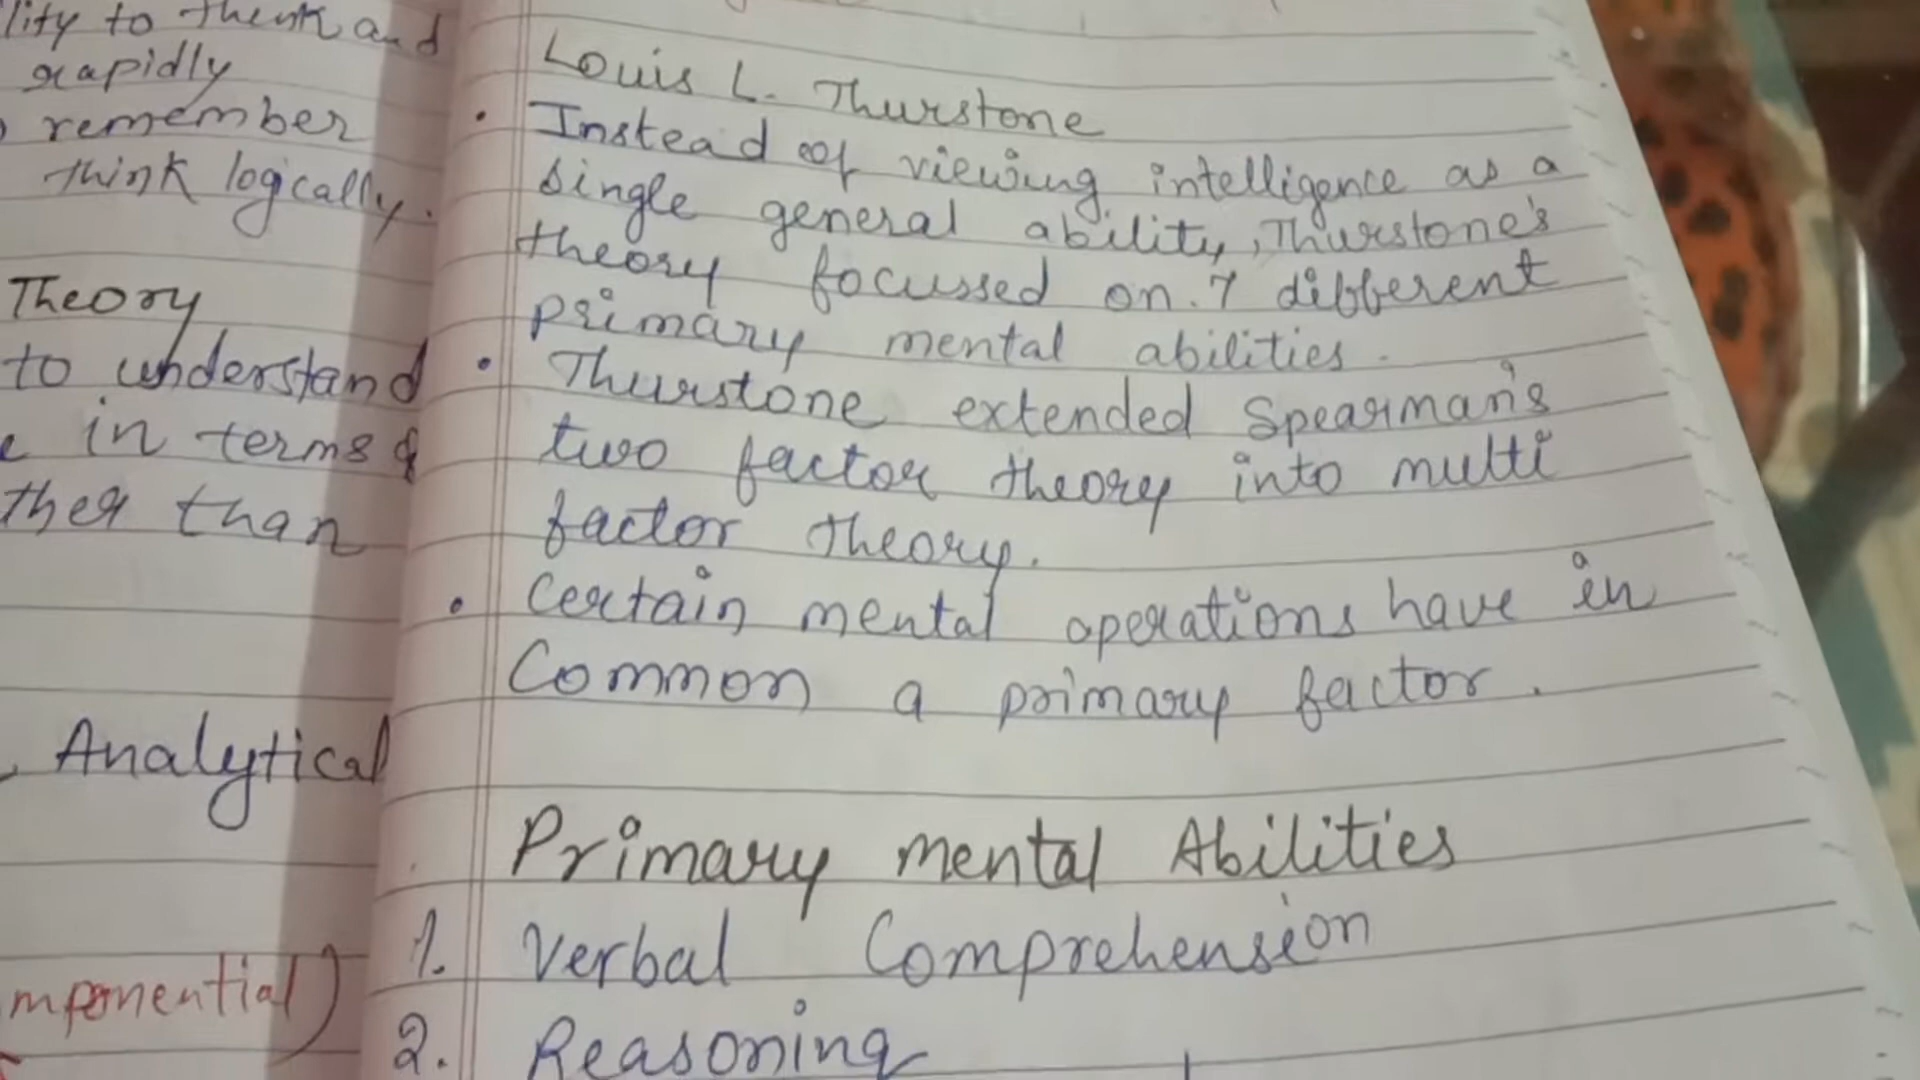 lity to think and
rapidly
remember
think logically.
Theory
to understand
in terms of
ther than
Analytical
mponential)
Louis L. Thurstone
• Instead of viewing intelligence as a
single general ability, Thurstone's
theory focussed on 7 different
primary mental abilities.
• Thurstone extended Spearman's
two factor theory into multi
factor theory.
• Certain mental operations have in
Common a primary factor.
Primary mental Abilities
1. Verbal Comprehension
2. Reasoning